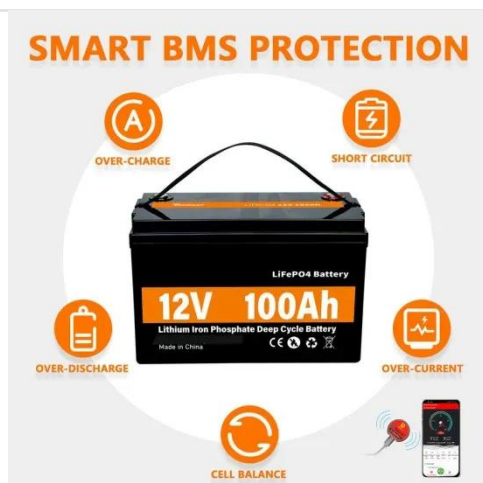 SMART BMS PROTECTION
A
OVER-CHARGE
SHORT CIRCUIT
LiFePO4 Battery
12V 100Ah
Lithium Iron Phosphate Deep Cycle Battery
Made in China
CE
OVER-DISCHARGE
OVER-CURRENT
CELL BALANCE